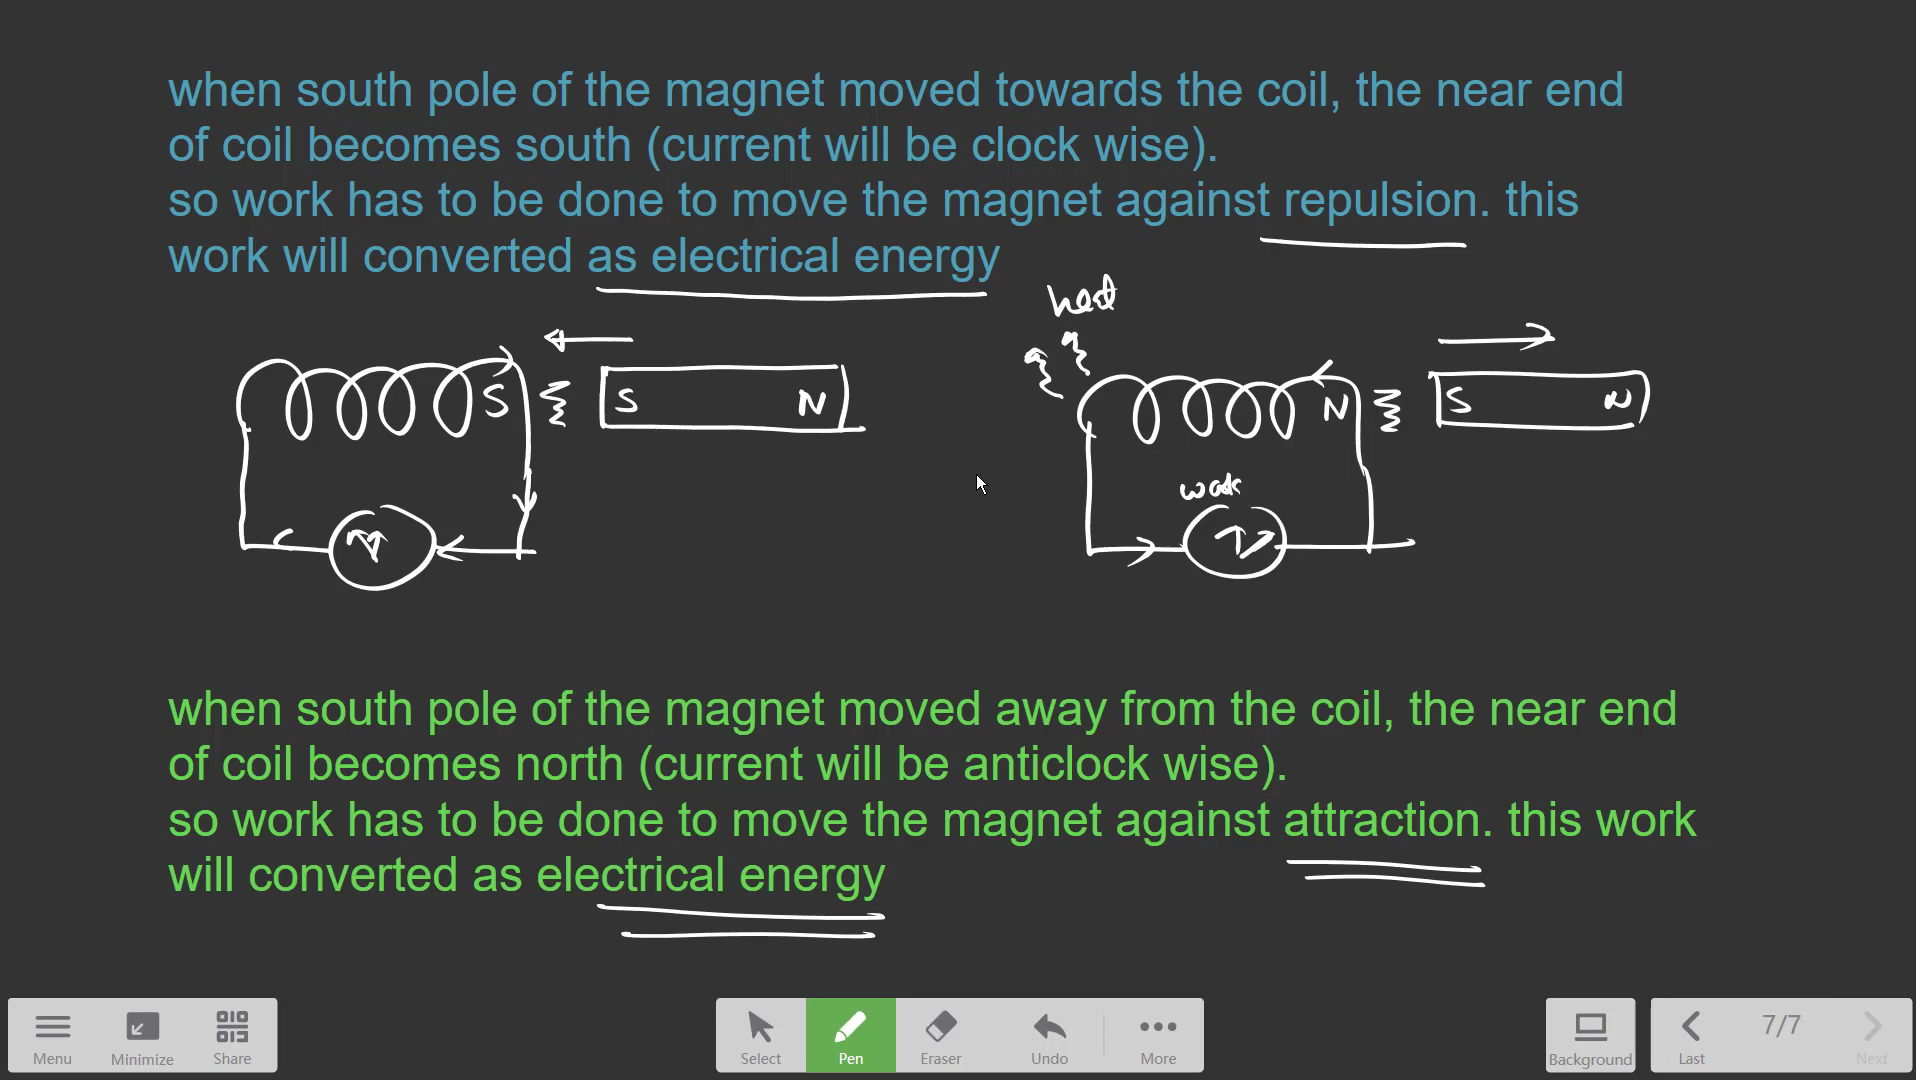 when south pole of the magnet moved towards the coil, the near end
of coil becomes south (current will be clock wise).
so work has to be done to move the magnet against repulsion. this
work will converted as electrical energy
heat
S
S N
N
S N
work
when south pole of the magnet moved away from the coil, the near end
of coil becomes north (current will be anticlock wise).
so work has to be done to move the magnet against attraction. this work
will converted as electrical energy
Menu Minimize Share Select Pen Eraser Undo More Background Last 7/7 Next